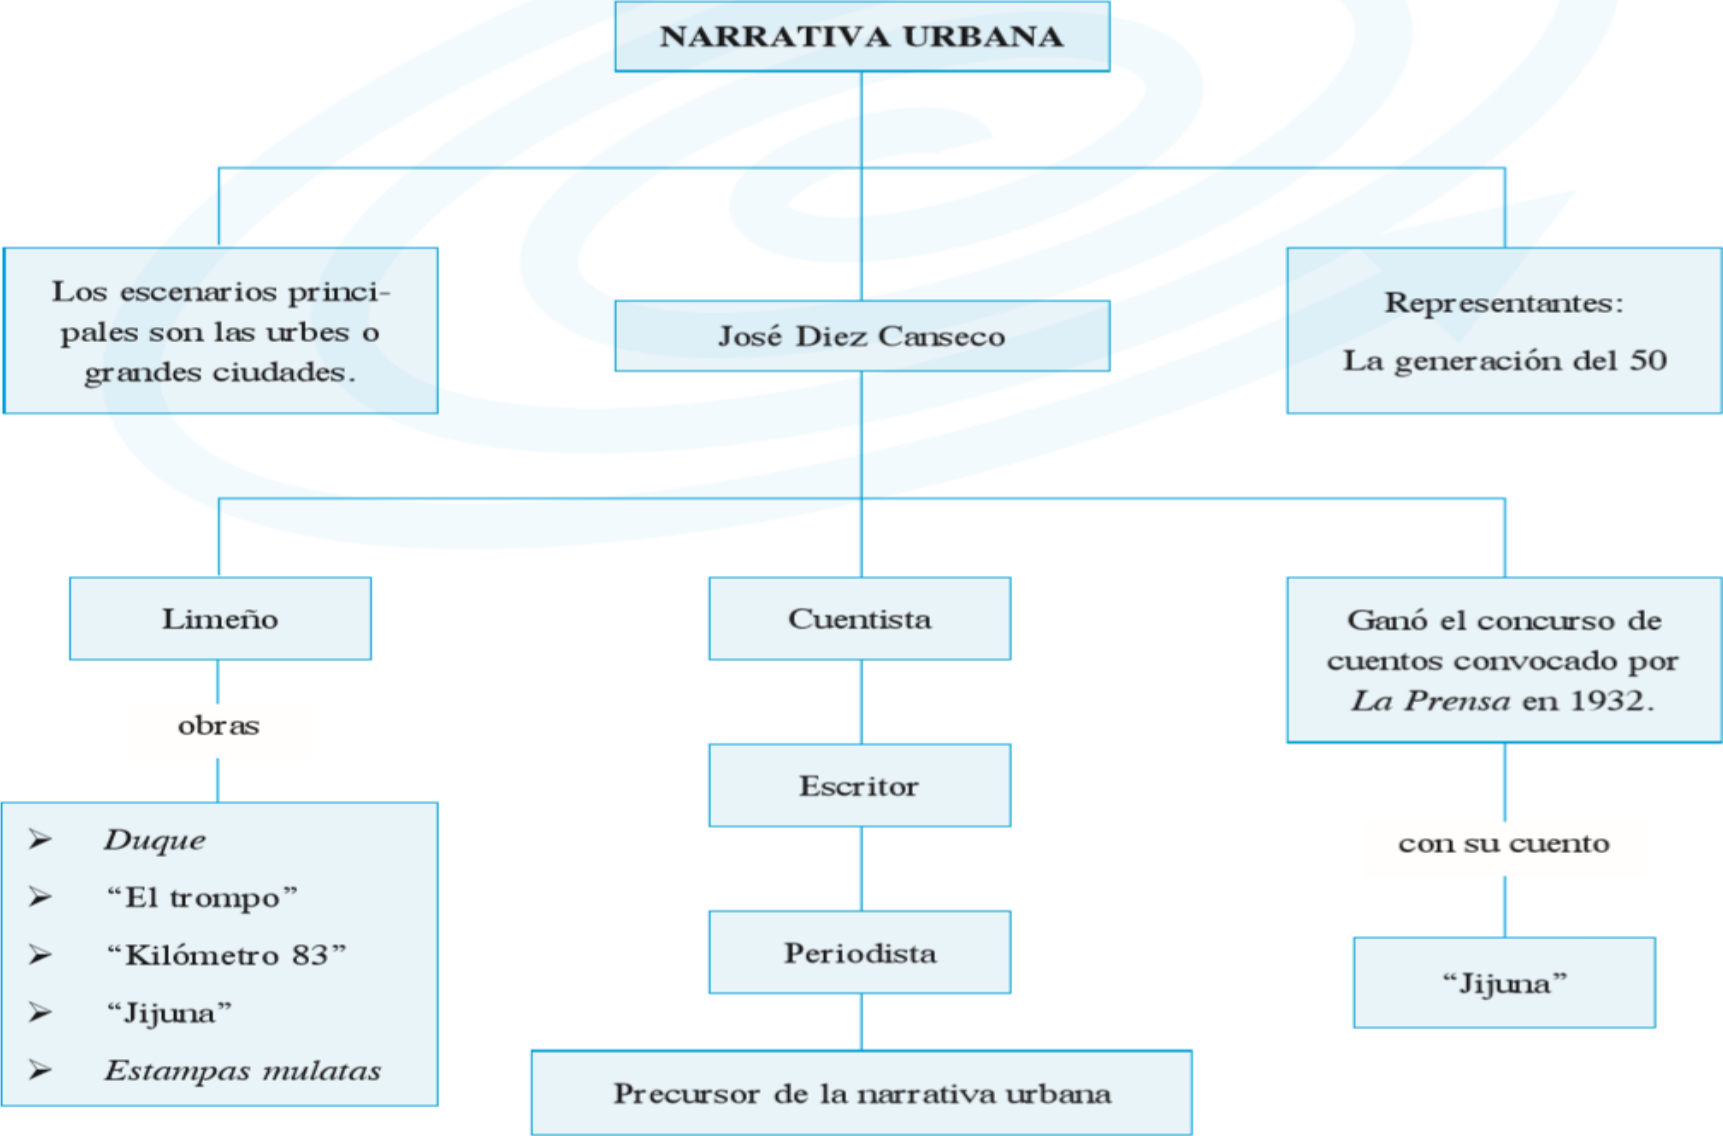 NARRATIVA URBANA
Los escenarios princi-
pales son las urbes o
grandes ciudades.
José Diez Canseco
Representantes:
La generación del 50
Limeño
obras
➢ Duque
➢ “El trompo”
➢ “Kilómetro 83”
➢ “Jijuna”
➢ Estampas mulatas
Cuentista
Escritor
Periodista
Precursor de la narrativa urbana
Ganó el concurso de
cuentos convocado por
La Prensa en 1932.
con su cuento
“Jijuna”